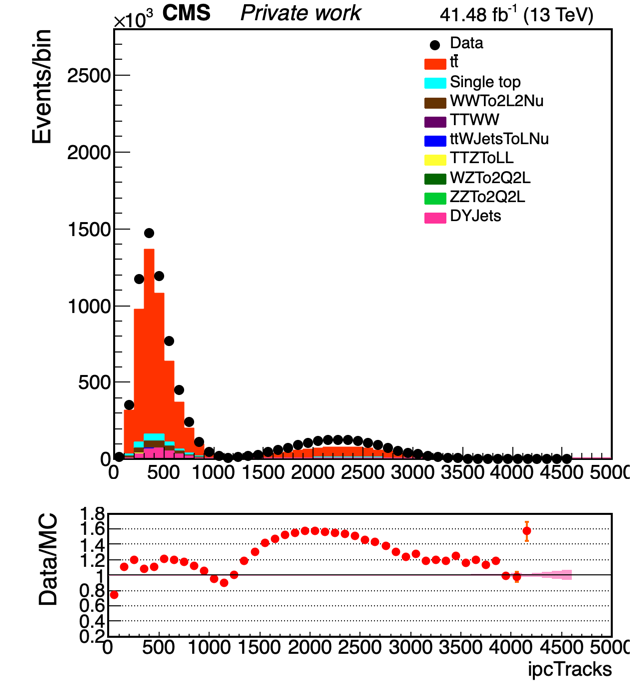 ×10³ CMS Private work 41.48 fb⁻¹ (13 TeV)
Events/bin
2500
2000
1500
1000
500
0
Data
tt̄
Single top
WWTo2L2Nu
TTWW
ttWJetsToLNu
TTZToLL
WZTo2Q2L
ZZTo2Q2L
DYJets
0 500 1000 1500 2000 2500 3000 3500 4000 4500 5000
Data/MC
1.8
1.6
1.4
1.2
1
0.8
0.6
0.4
0.2
0 500 1000 1500 2000 2500 3000 3500 4000 4500 5000
ipcTracks